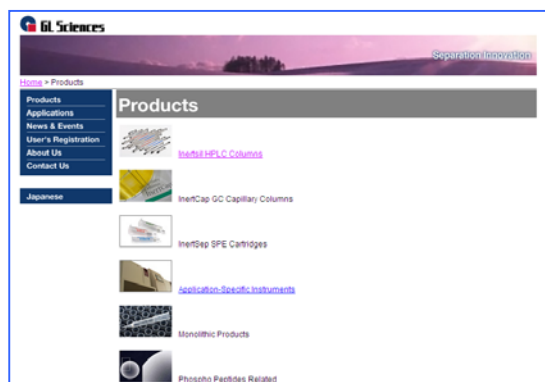 GL Sciences
Separation Innovation
Home > Products
Products
Applications
News & Events
User's Registration
About Us
Contact Us
Japanese
Products
Inertsil HPLC Columns
InertCap GC Capillary Columns
InertSep SPE Cartridges
Application-Specific Instruments
Monolithic Products
Phospho Peptides Related